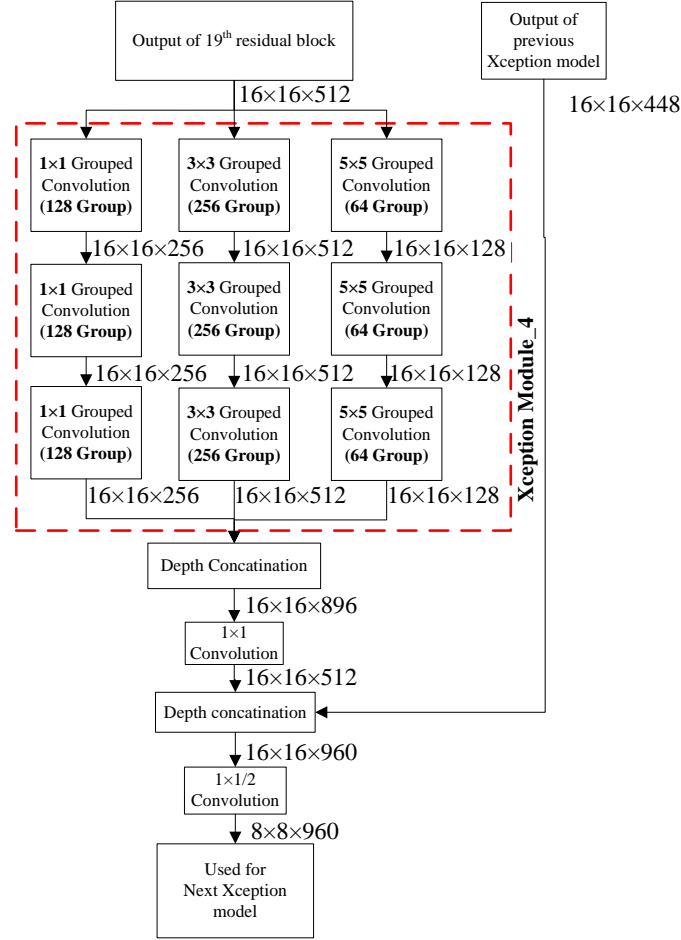 Output of 19th residual block
Output of
previous
Xception model
16×16×512
16×16×448
1×1 Grouped
Convolution
(128 Group)
3×3 Grouped
Convolution
(256 Group)
5×5 Grouped
Convolution
(64 Group)
16×16×256
16×16×512
16×16×128
1×1 Grouped
Convolution
(128 Group)
3×3 Grouped
Convolution
(256 Group)
5×5 Grouped
Convolution
(64 Group)
16×16×256
16×16×512
16×16×128
1×1 Grouped
Convolution
(128 Group)
3×3 Grouped
Convolution
(256 Group)
5×5 Grouped
Convolution
(64 Group)
16×16×256
16×16×512
16×16×128
Xception Module_4
Depth Concatination
16×16×896
1×1
Convolution
16×16×512
Depth concatination
16×16×960
1×1/2
Convolution
8×8×960
Used for
Next Xception
model